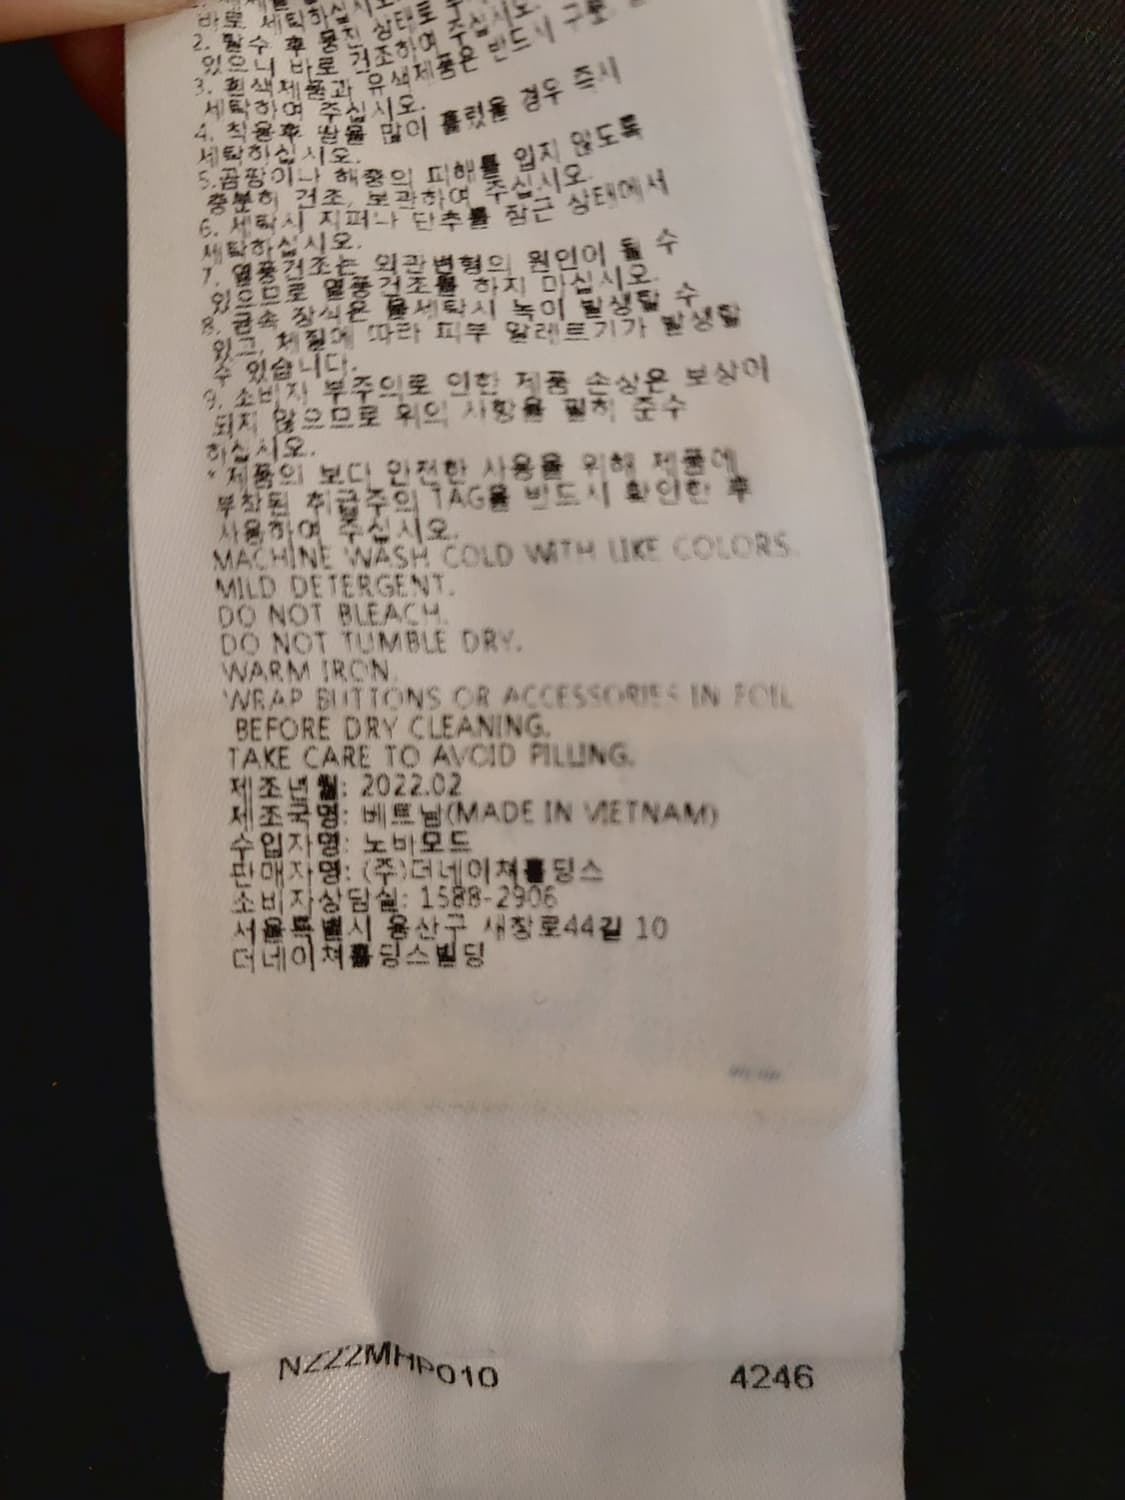 바로 세탁하십시오.
2. 탈수 후 뭉친 상태로
있으니 바로 건조하여 주십시오.
3. 흰색제품과 유색제품은 반드시 구분
세탁하여 주십시오.
4. 착용후 땀을 많이 흘렸을 경우 즉시
세탁하십시오.
5.곰팡이나 해충의 피해를 입지 않도록
충분히 건조, 보관하여 주십시오.
6. 세탁시 지퍼나 단추를 잠근 상태에서
세탁하십시오.
7. 열풍건조는 외관변형의 원인이 될 수
있으므로 열풍건조를 하지 마십시오.
8. 금속 장식은 물세탁시 녹이 발생할 수
있고, 체질에 따라 피부 알레르기가 발생할
수 있습니다.
9. 소비자 부주의로 인한 제품 손상은 보상이
되지 않으므로 위의 사항을 필히 준수
하십시오.
* 제품의 보다 안전한 사용을 위해 제품에
부착된 취급주의 TAG를 반드시 확인한 후
사용하여 주십시오.
MACHINE WASH COLD WITH LIKE COLORS.
MILD DETERGENT.
DO NOT BLEACH.
DO NOT TUMBLE DRY.
WARM IRON.
WRAP BUTTONS OR ACCESSORIES IN FOIL
BEFORE DRY CLEANING.
TAKE CARE TO AVOID PILLING.
제조년월: 2022.02
제조국명: 베트남(MADE IN VIETNAM)
수입자명: 노바모드
판매자명: (주)더네이쳐홀딩스
소비자상담실: 1588-2906
서울특별시 용산구 새창로44길 10
더네이쳐홀딩스빌딩
N222MHP010 4246